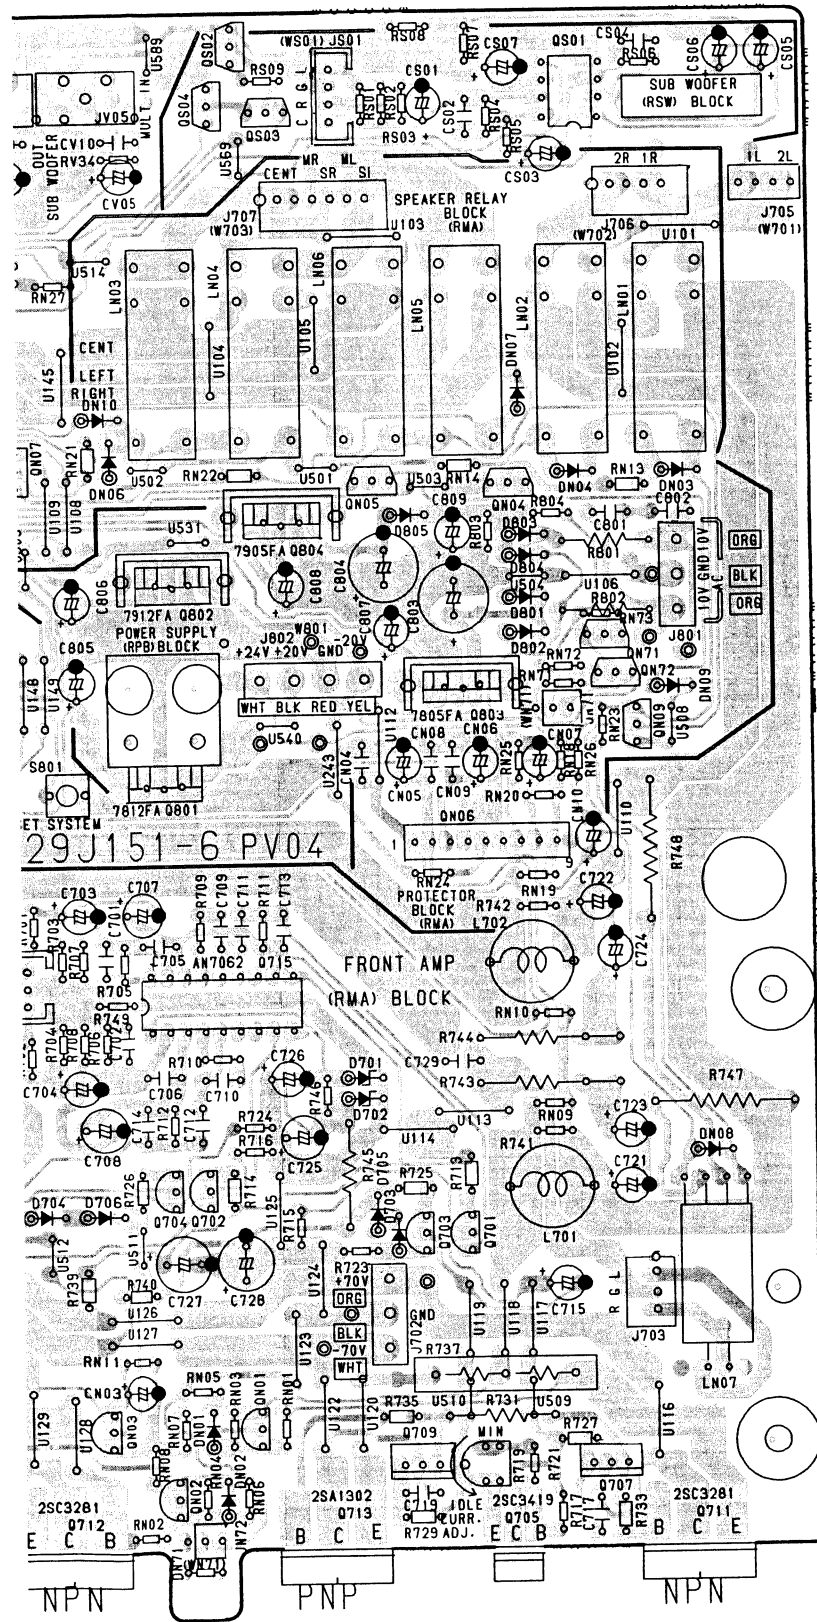 U589
QS02
(WS01) JS01
RS08
RS07
CS07
QS01
CS04
RS06
CS06
CS05
MULT. IN
QS04
RS09
QS03
C R G L
RS01
RS02
CS01
RS03
CS02
RS04
RS05
SUB WOOFER
(RSW) BLOCK
JV05
CV10
RV34
OUT
SUB WOOFER
CV05
U569
MR ML
CENT SR SI
J707
(W703)
SPEAKER RELAY
BLOCK
(RMA)
U103
CS03
2R 1R
J706
(W702)
U101
1L 2L
J705
(W701)
U514
RN27
LN03
LN04
LN06
LN05
LN02
LN01
U104
U105
DN07
U102
CENT
LEFT
RIGHT
U145
DN10
QN07
RN21
DN06
U502
RN22
U501
QN05
U503
RN14
QN04
DN04
RN13
DN03
U109
U108
U531
7905FA Q804
C804
D805
C809
R803
D803
R804
C801
C802
R801
D804
U504
U106
D801
R802
D802
RN73
10V GND 10V
AC
ORG
BLK
ORG
J801
C806
7912FA Q802
POWER SUPPLY
(RPB) BLOCK
C808
C807
C803
J802
W801
-20V
+24V +20V GND
WHT BLK RED YEL
C805
U148
U149
7805FA Q803
RN72
RN71
QN71
QN72
(WN71)
JN71
DN09
RN23
QN09
U508
U540
U243
CN04
U112
CN05
CN08
CN06
CN09
RN25
CN07
RN18
RN26
RN20
CN10
U110
R748
S801
ET SYSTEM
7812FA Q801
29J151-6 PV04
QN06
1
9
RN24
RN19
PROTECTOR
BLOCK
(RMA)
R742
L702
C722
C724
C703
C707
R703
R707
C701
R709
C709
C711
R711
C713
C705
AN7062 Q715
R705
R749
FRONT AMP
(RMA) BLOCK
RN10
R744
R704
R708
R706
C702
R710
C726
D701
C729
R743
C704
C706
C710
R746
D702
R747
C714
R712
C712
R724
R716
U113
RN09
C723
C708
C725
U114
R741
DN08
R745
D705
R725
R713
C721
R726
Q704 Q702
R714
U125
R715
D703
Q703
Q701
L701
D704
D706
U512
U511
R739
R740
C727
C728
U124
R723
+70V
ORG
BLK
-70V
WHT
GND
J702
U119
U118
U117
C715
R G L
J703
U126
U127
U123
R737
LN07
RN11
CN03
RN05
RN03
QN01
RN01
U122
U120
R735
U510
R731
U509
U116
U129
U128
QN03
RN07
DN01
RN04
RN02
Q709
MIN
R719
R721
R727
Q707
RN08
QN02
DN02
RN06
2SC3281
Q712
2SA1302
Q713
C719
R729
IDLE
CURR.
ADJ.
2SC3419
Q705
R717
C717
R733
2SC3281
Q711
E C B
RN02
DN71
(WN71)
JN72
B C E
E C B
B C E
NPN
PNP
NPN